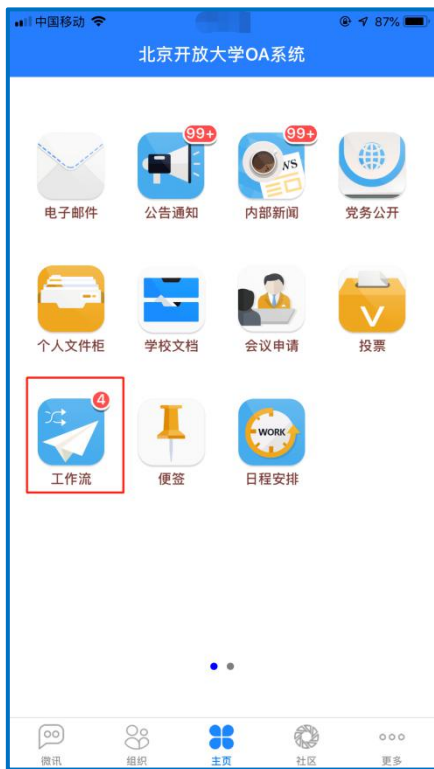 中国移动 87%
北京开放大学OA系统
99+ 99+
NS
电子邮件 公告通知 内部新闻 党务公开
V
个人文件柜 学校文档 会议申请 投票
4
WORK
工作流 便签 日程安排
微讯 组织 主页 社区 更多